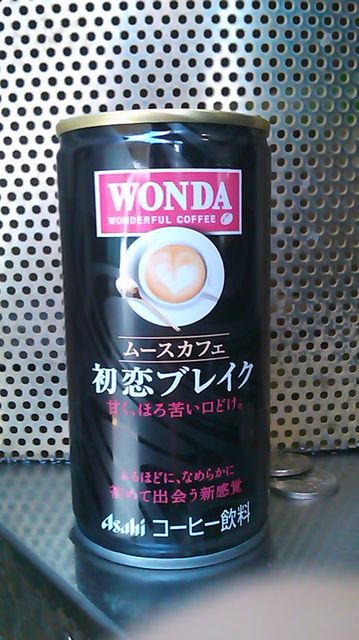 WONDA
WONDERFUL COFFEE
ムースカフェ
初恋ブレイク
甘く、ほろ苦い口どけ。
ふるほどに、なめらかに
初めて出会う新感覚
Asahi コーヒー飲料